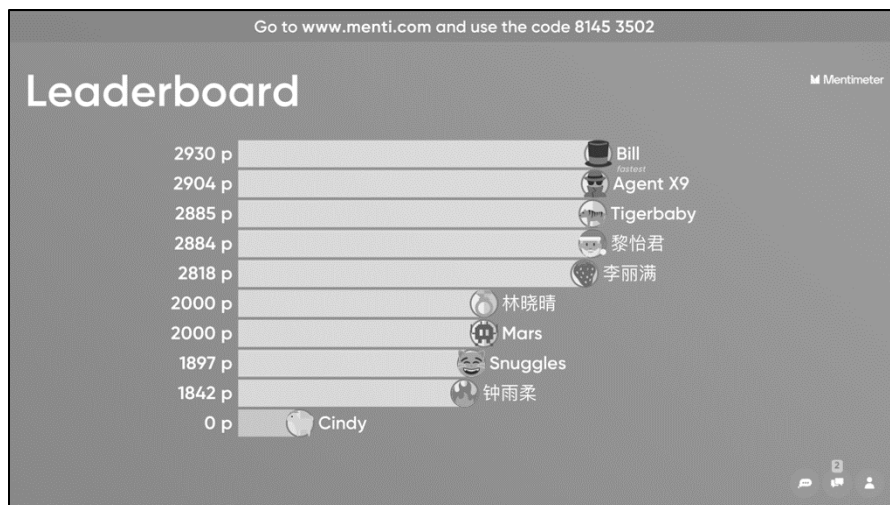 Go to www.menti.com and use the code 8145 3502
Mentimeter
Leaderboard
2930 p Bill
fastest
2904 p Agent X9
2885 p Tigerbaby
2884 p 黎怡君
2818 p 李丽满
2000 p 林晓晴
2000 p Mars
1897 p Snuggles
1842 p 钟雨柔
0 p Cindy
2